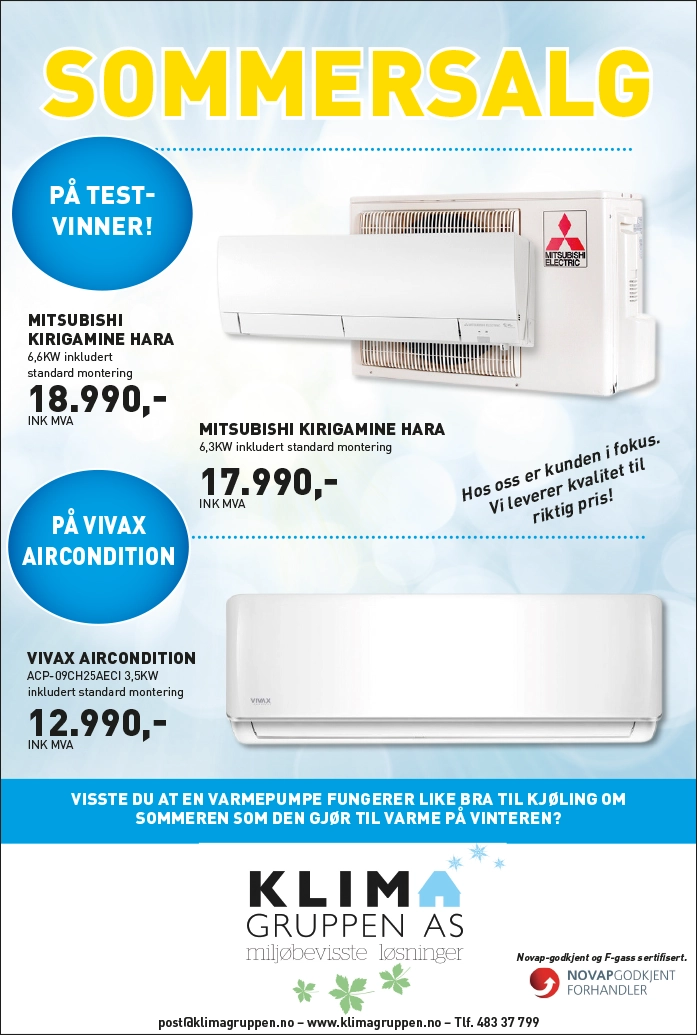 SOMMERSALG
PÅ TEST-
VINNER!
MITSUBISHI
ELECTRIC
MITSUBISHI
KIRIGAMINE HARA
6,6KW inkludert
standard montering
18.990,-
INK MVA
MITSUBISHI KIRIGAMINE HARA
6,3KW inkludert standard montering
17.990,-
INK MVA
Hos oss er kunden i fokus.
Vi leverer kvalitet til
riktig pris!
PÅ VIVAX
AIRCONDITION
VIVAX AIRCONDITION
ACP-09CH25AECI 3,5KW
inkludert standard montering
12.990,-
INK MVA
VIVAX
VISSTE DU AT EN VARMEPUMPE FUNGERER LIKE BRA TIL KJØLING OM
SOMMEREN SOM DEN GJØR TIL VARME PÅ VINTEREN?
KLIMA
GRUPPEN AS
miljøbevisste løsninger
Novap-godkjent og F-gass sertifisert.
NOVAPGODKJENT
FORHANDLER
post@klimagruppen.no – www.klimagruppen.no – Tlf. 483 37 799